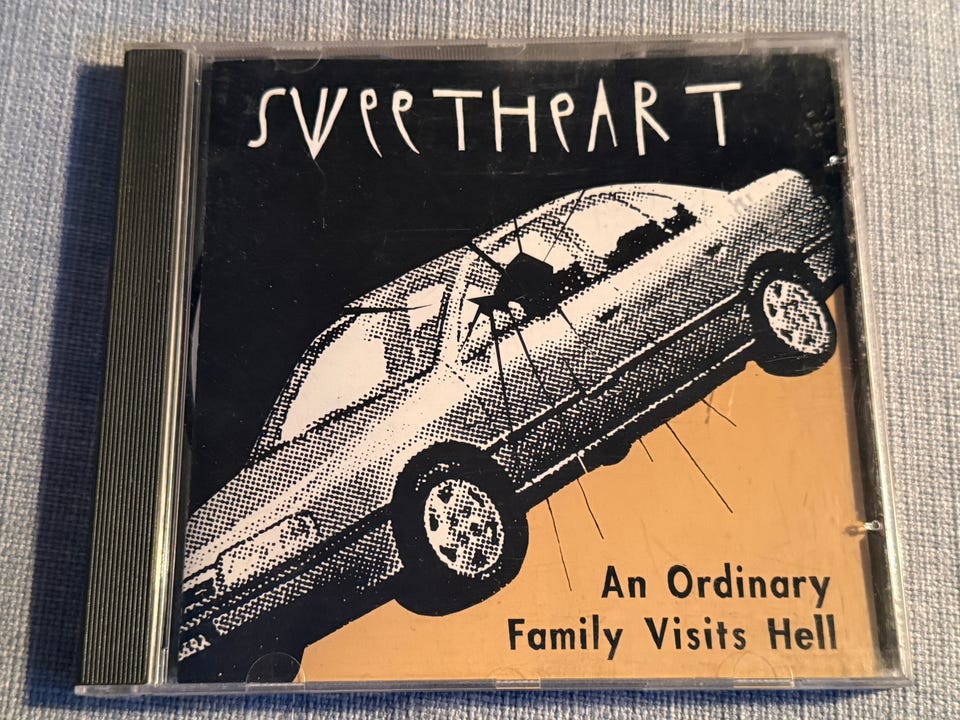 SWeeTHeART
An Ordinary
Family Visits Hell